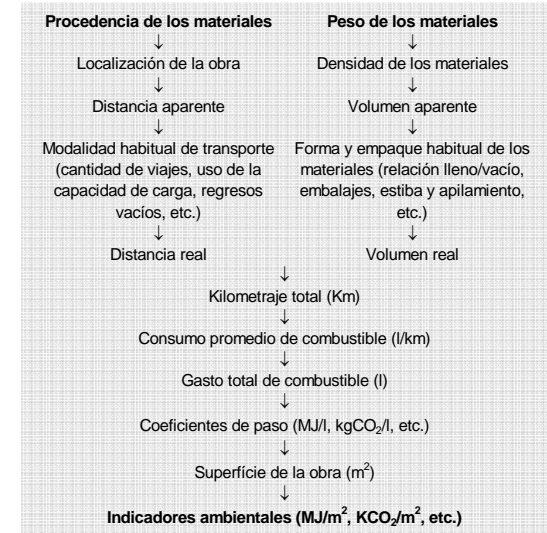 Procedencia de los materiales
↓
Localización de la obra
↓
Distancia aparente
↓
Modalidad habitual de transporte
(cantidad de viajes, uso de la
capacidad de carga, regresos
vacíos, etc.)
↓
Distancia real
Peso de los materiales
↓
Densidad de los materiales
↓
Volumen aparente
↓
Forma y empaque habitual de los
materiales (relación lleno/vacío,
embalajes, estiba y apilamiento,
etc.)
↓
Volumen real
↓
Kilometraje total (Km)
↓
Consumo promedio de combustible (l/km)
↓
Gasto total de combustible (l)
↓
Coeficientes de paso (MJ/l, kgCO₂/l, etc.)
↓
Superfície de la obra (m²)
↓
Indicadores ambientales (MJ/m², KCO₂/m², etc.)